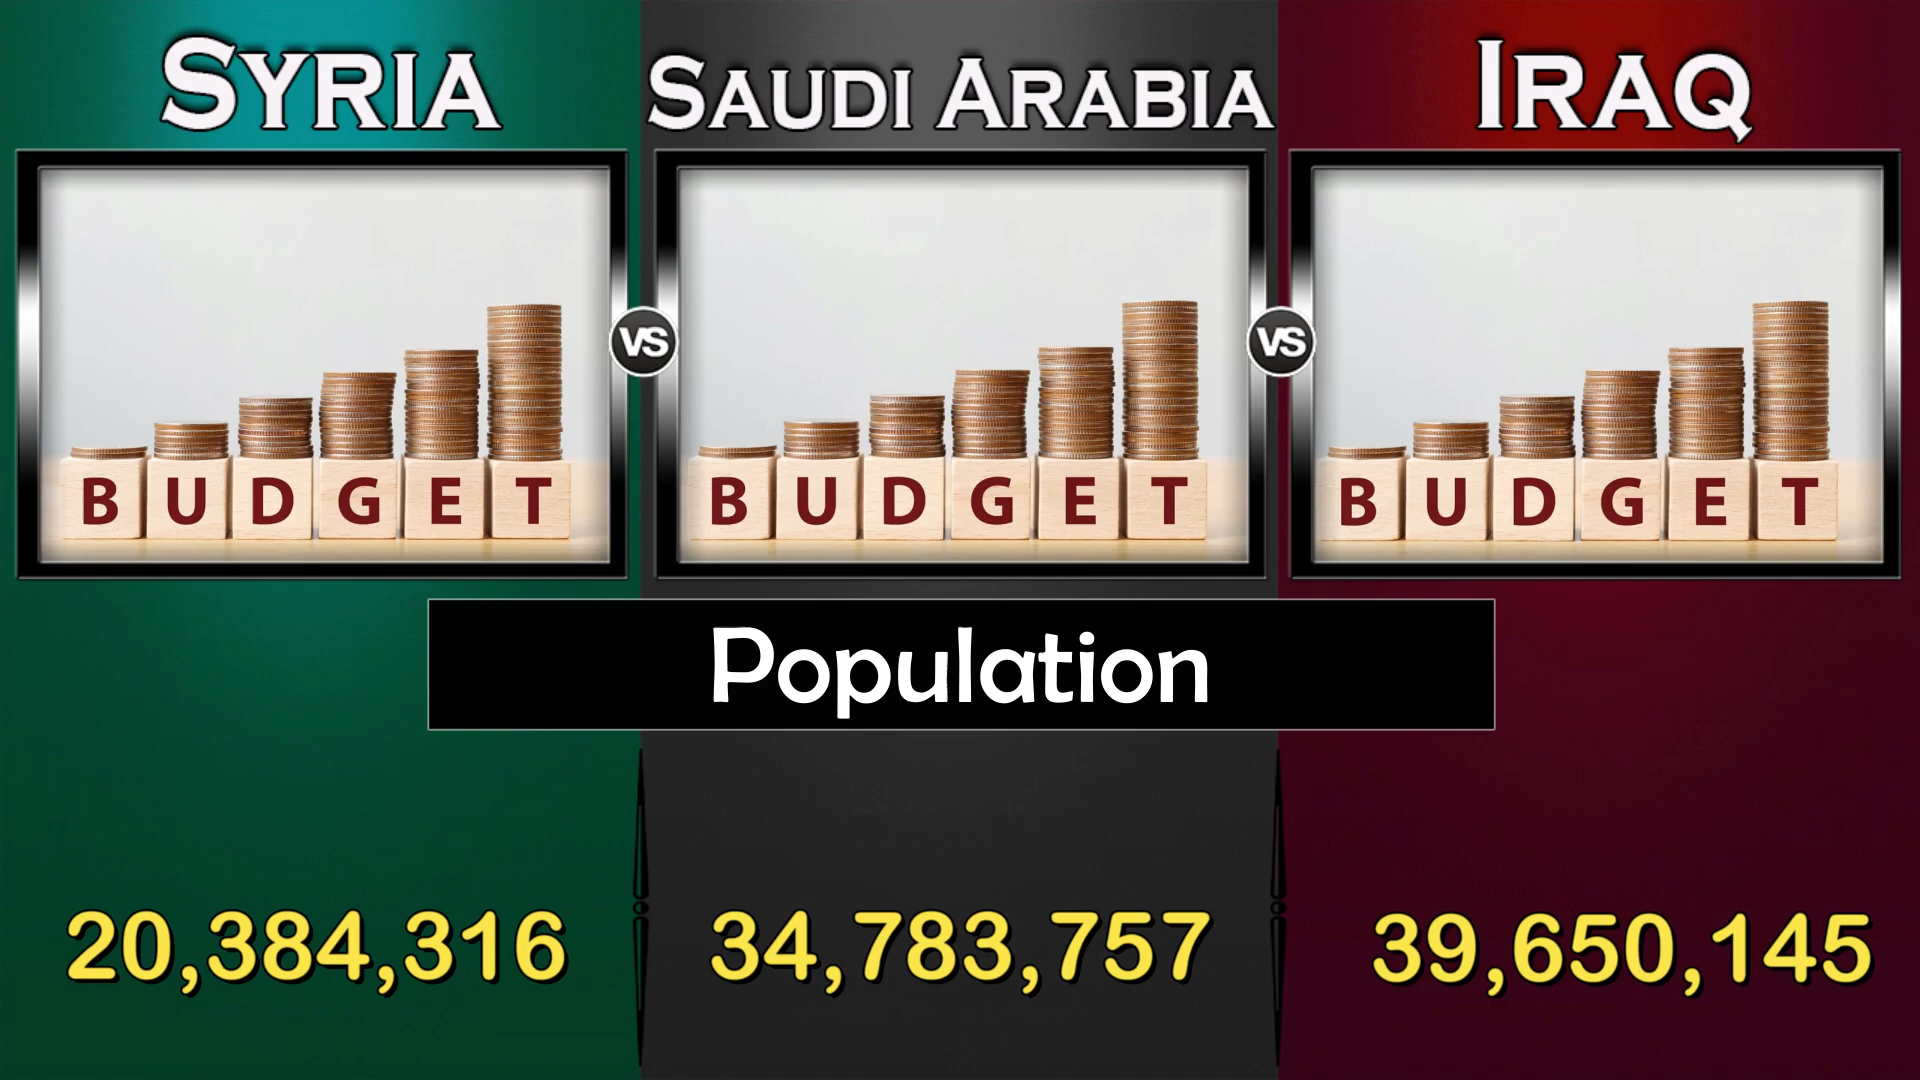 SYRIA
SAUDI ARABIA
IRAQ
BUDGET
VS
BUDGET
VS
BUDGET
Population
20,384,316
34,783,757
39,650,145